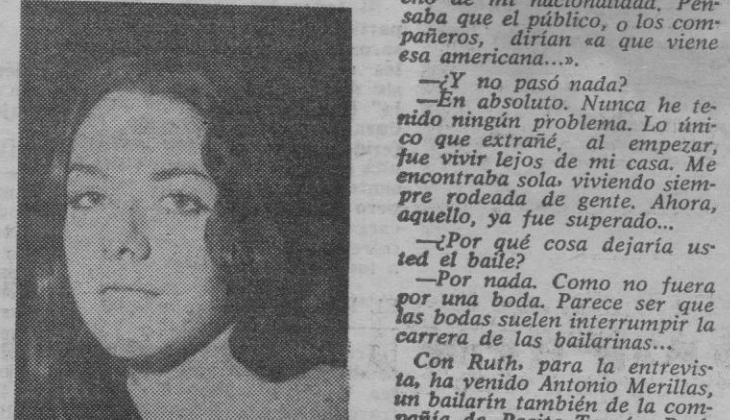 cho de mi nacionalidad. Pen-
saba que el público, o los com-
pañeros, dirían «a que viene
esa americana...».
—¿Y no pasó nada?
—En absoluto. Nunca he te-
nido ningún problema. Lo úni-
co que extrañé, al empezar,
fue vivir lejos de mi casa. Me
encontraba sola, viviendo siem-
pre rodeada de gente. Ahora,
aquello, ya fue superado...
—¿Por qué cosa dejaría us-
ted el baile?
—Por nada. Como no fuera
por una boda. Parece ser que
las bodas suelen interrumpir la
carrera de las bailarinas...
Con Ruth, para la entrevis-
ta, ha venido Antonio Merillas,
un bailarín también de la com-
pañía de